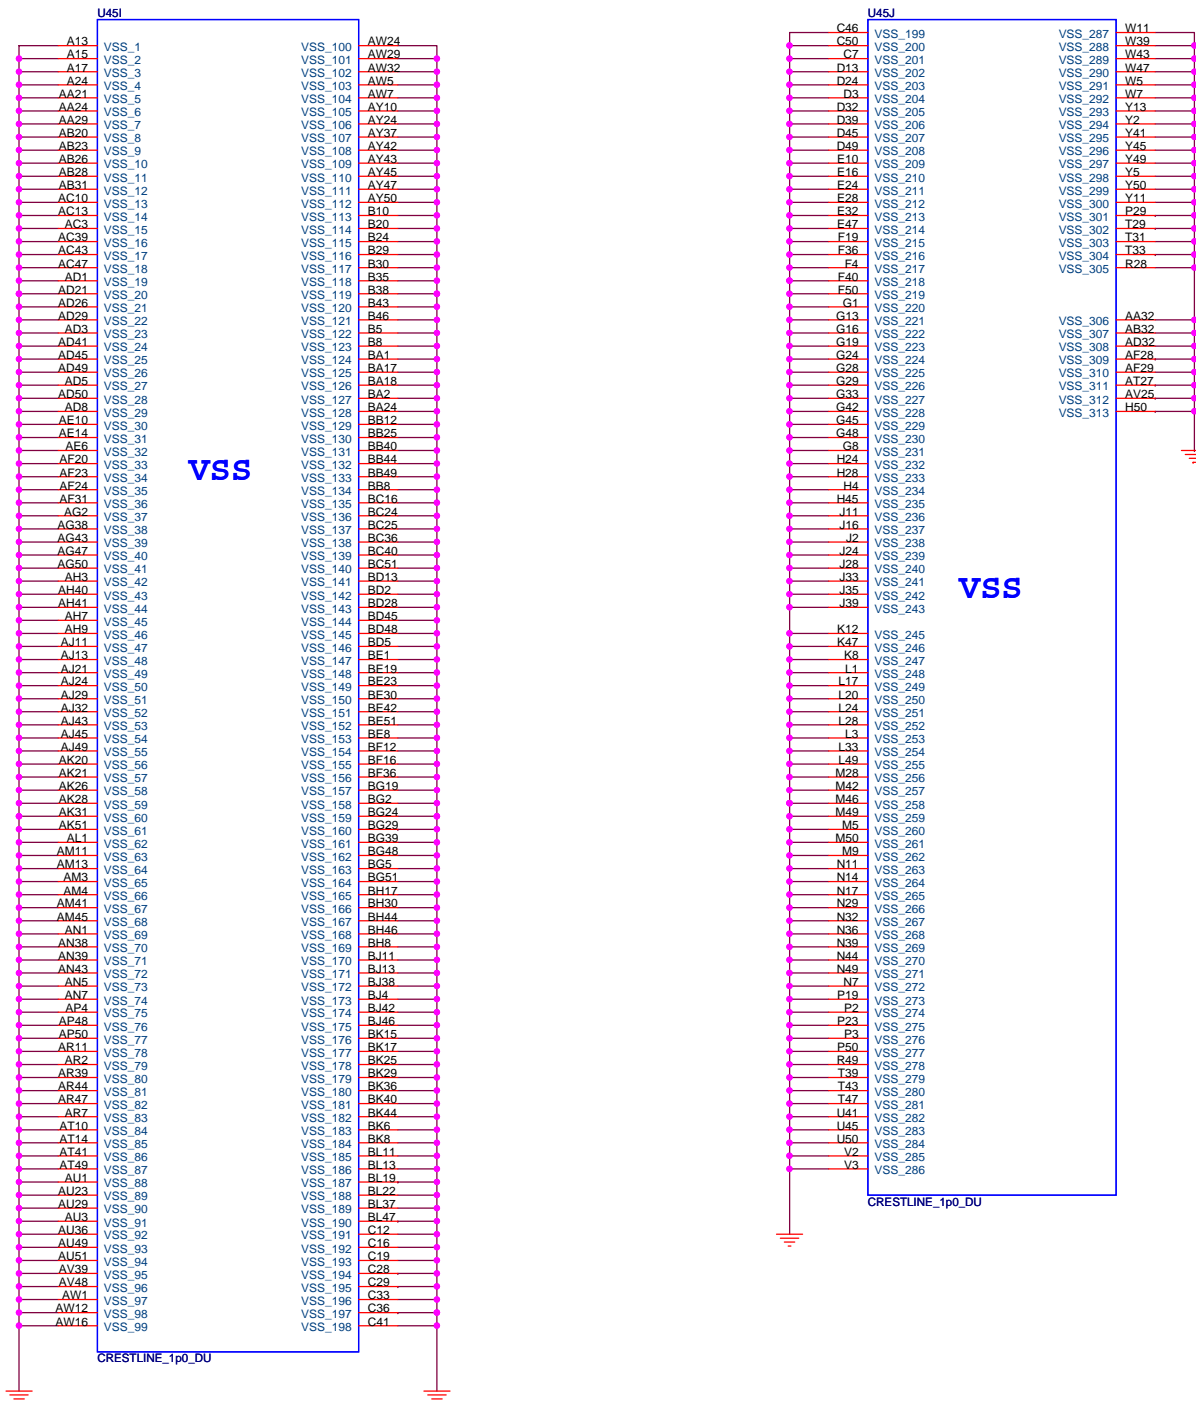 U45I
A13 VSS_1 VSS_100 AW24
A15 VSS_2 VSS_101 AW29
A17 VSS_3 VSS_102 AW32
A24 VSS_4 VSS_103 AW5
AA21 VSS_5 VSS_104 AW7
AA24 VSS_6 VSS_105 AY10
AA29 VSS_7 VSS_106 AY24
AB20 VSS_8 VSS_107 AY37
AB23 VSS_9 VSS_108 AY42
AB26 VSS_10 VSS_109 AY43
AB28 VSS_11 VSS_110 AY45
AB31 VSS_12 VSS_111 AY47
AC10 VSS_13 VSS_112 AY50
AC13 VSS_14 VSS_113 B10
AC3 VSS_15 VSS_114 B20
AC39 VSS_16 VSS_115 B24
AC43 VSS_17 VSS_116 B29
AC47 VSS_18 VSS_117 B30
AD1 VSS_19 VSS_118 B35
AD21 VSS_20 VSS_119 B38
AD26 VSS_21 VSS_120 B43
AD29 VSS_22 VSS_121 B46
AD3 VSS_23 VSS_122 B5
AD41 VSS_24 VSS_123 B8
AD45 VSS_25 VSS_124 BA1
AD49 VSS_26 VSS_125 BA17
AD5 VSS_27 VSS_126 BA18
AD50 VSS_28 VSS_127 BA2
AD8 VSS_29 VSS_128 BA24
AE10 VSS_30 VSS_129 BB12
AE14 VSS_31 VSS_130 BB25
AE6 VSS_32 VSS_131 BB40
AF20 VSS_33 VSS_132 BB44
AF23 VSS_34 VSS_133 BB49
AF24 VSS_35 VSS_134 BB8
AF31 VSS_36 VSS_135 BC16
AG2 VSS_37 VSS_136 BC24
AG38 VSS_38 VSS_137 BC25
AG43 VSS_39 VSS_138 BC36
AG47 VSS_40 VSS_139 BC40
AG50 VSS_41 VSS_140 BC51
AH3 VSS_42 VSS_141 BD13
AH40 VSS_43 VSS_142 BD2
AH41 VSS_44 VSS_143 BD28
AH7 VSS_45 VSS_144 BD45
AH9 VSS_46 VSS_145 BD48
AJ11 VSS_47 VSS_146 BD5
AJ13 VSS_48 VSS_147 BE1
AJ21 VSS_49 VSS_148 BE19
AJ24 VSS_50 VSS_149 BE23
AJ29 VSS_51 VSS_150 BE30
AJ32 VSS_52 VSS_151 BE42
AJ43 VSS_53 VSS_152 BE51
AJ45 VSS_54 VSS_153 BE8
AJ49 VSS_55 VSS_154 BF12
AK20 VSS_56 VSS_155 BF16
AK21 VSS_57 VSS_156 BF36
AK26 VSS_58 VSS_157 BG19
AK28 VSS_59 VSS_158 BG2
AK31 VSS_60 VSS_159 BG24
AK51 VSS_61 VSS_160 BG29
AL1 VSS_62 VSS_161 BG39
AM11 VSS_63 VSS_162 BG48
AM13 VSS_64 VSS_163 BG5
AM3 VSS_65 VSS_164 BG51
AM4 VSS_66 VSS_165 BH17
AM41 VSS_67 VSS_166 BH30
AM45 VSS_68 VSS_167 BH44
AN1 VSS_69 VSS_168 BH46
AN38 VSS_70 VSS_169 BH8
AN39 VSS_71 VSS_170 BJ11
AN43 VSS_72 VSS_171 BJ13
AN5 VSS_73 VSS_172 BJ38
AN7 VSS_74 VSS_173 BJ4
AP4 VSS_75 VSS_174 BJ42
AP48 VSS_76 VSS_175 BJ46
AP50 VSS_77 VSS_176 BK15
AR11 VSS_78 VSS_177 BK17
AR2 VSS_79 VSS_178 BK25
AR39 VSS_80 VSS_179 BK29
AR44 VSS_81 VSS_180 BK36
AR47 VSS_82 VSS_181 BK40
AR7 VSS_83 VSS_182 BK44
AT10 VSS_84 VSS_183 BK6
AT14 VSS_85 VSS_184 BK8
AT41 VSS_86 VSS_185 BL11
AT49 VSS_87 VSS_186 BL13
AU1 VSS_88 VSS_187 BL19
AU23 VSS_89 VSS_188 BL22
AU29 VSS_90 VSS_189 BL37
AU3 VSS_91 VSS_190 BL47
AU36 VSS_92 VSS_191 C12
AU49 VSS_93 VSS_192 C16
AU51 VSS_94 VSS_193 C19
AV39 VSS_95 VSS_194 C28
AV48 VSS_96 VSS_195 C29
AW1 VSS_97 VSS_196 C33
AW12 VSS_98 VSS_197 C36
AW16 VSS_99 VSS_198 C41
VSS
CRESTLINE_1p0_DU
U45J
C46 VSS_199 VSS_287 W11
C50 VSS_200 VSS_288 W39
C7 VSS_201 VSS_289 W43
D13 VSS_202 VSS_290 W47
D24 VSS_203 VSS_291 W5
D3 VSS_204 VSS_292 W7
D32 VSS_205 VSS_293 Y13
D39 VSS_206 VSS_294 Y2
D45 VSS_207 VSS_295 Y41
D49 VSS_208 VSS_296 Y45
E10 VSS_209 VSS_297 Y49
E16 VSS_210 VSS_298 Y5
E24 VSS_211 VSS_299 Y50
E28 VSS_212 VSS_300 Y11
E32 VSS_213 VSS_301 P29
E47 VSS_214 VSS_302 T29
F19 VSS_215 VSS_303 T31
F36 VSS_216 VSS_304 T33
F4 VSS_217 VSS_305 R28
F40 VSS_218
F50 VSS_219
G1 VSS_220
G13 VSS_221 VSS_306 AA32
G16 VSS_222 VSS_307 AB32
G19 VSS_223 VSS_308 AD32
G24 VSS_224 VSS_309 AF28
G28 VSS_225 VSS_310 AF29
G29 VSS_226 VSS_311 AT27
G33 VSS_227 VSS_312 AV25
G42 VSS_228 VSS_313 H50
G45 VSS_229
G48 VSS_230
G8 VSS_231
H24 VSS_232
H28 VSS_233
H4 VSS_234
H45 VSS_235
J11 VSS_236
J16 VSS_237
J2 VSS_238
J24 VSS_239
J28 VSS_240
J33 VSS_241
J35 VSS_242
J39 VSS_243
VSS
K12 VSS_245
K47 VSS_246
K8 VSS_247
L1 VSS_248
L17 VSS_249
L20 VSS_250
L24 VSS_251
L28 VSS_252
L3 VSS_253
L33 VSS_254
L49 VSS_255
M28 VSS_256
M42 VSS_257
M46 VSS_258
M49 VSS_259
M5 VSS_260
M50 VSS_261
M9 VSS_262
N11 VSS_263
N14 VSS_264
N17 VSS_265
N29 VSS_266
N32 VSS_267
N36 VSS_268
N39 VSS_269
N44 VSS_270
N49 VSS_271
N7 VSS_272
P19 VSS_273
P2 VSS_274
P23 VSS_275
P3 VSS_276
P50 VSS_277
R49 VSS_278
T39 VSS_279
T43 VSS_280
T47 VSS_281
U41 VSS_282
U45 VSS_283
U50 VSS_284
V2 VSS_285
V3 VSS_286
CRESTLINE_1p0_DU